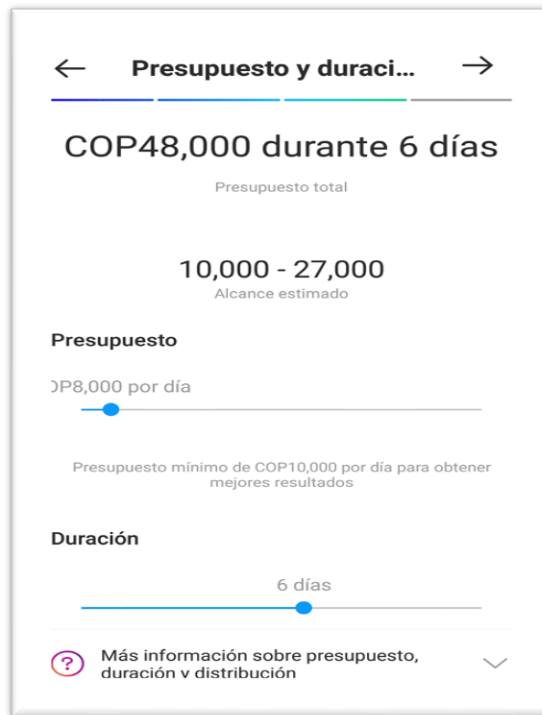 Presupuesto y duraci...
COP48,000 durante 6 días
Presupuesto total
10,000 - 27,000
Alcance estimado
Presupuesto
OP8,000 por día
Presupuesto mínimo de COP10,000 por día para obtener
mejores resultados
Duración
6 días
? Más información sobre presupuesto,
duración y distribución